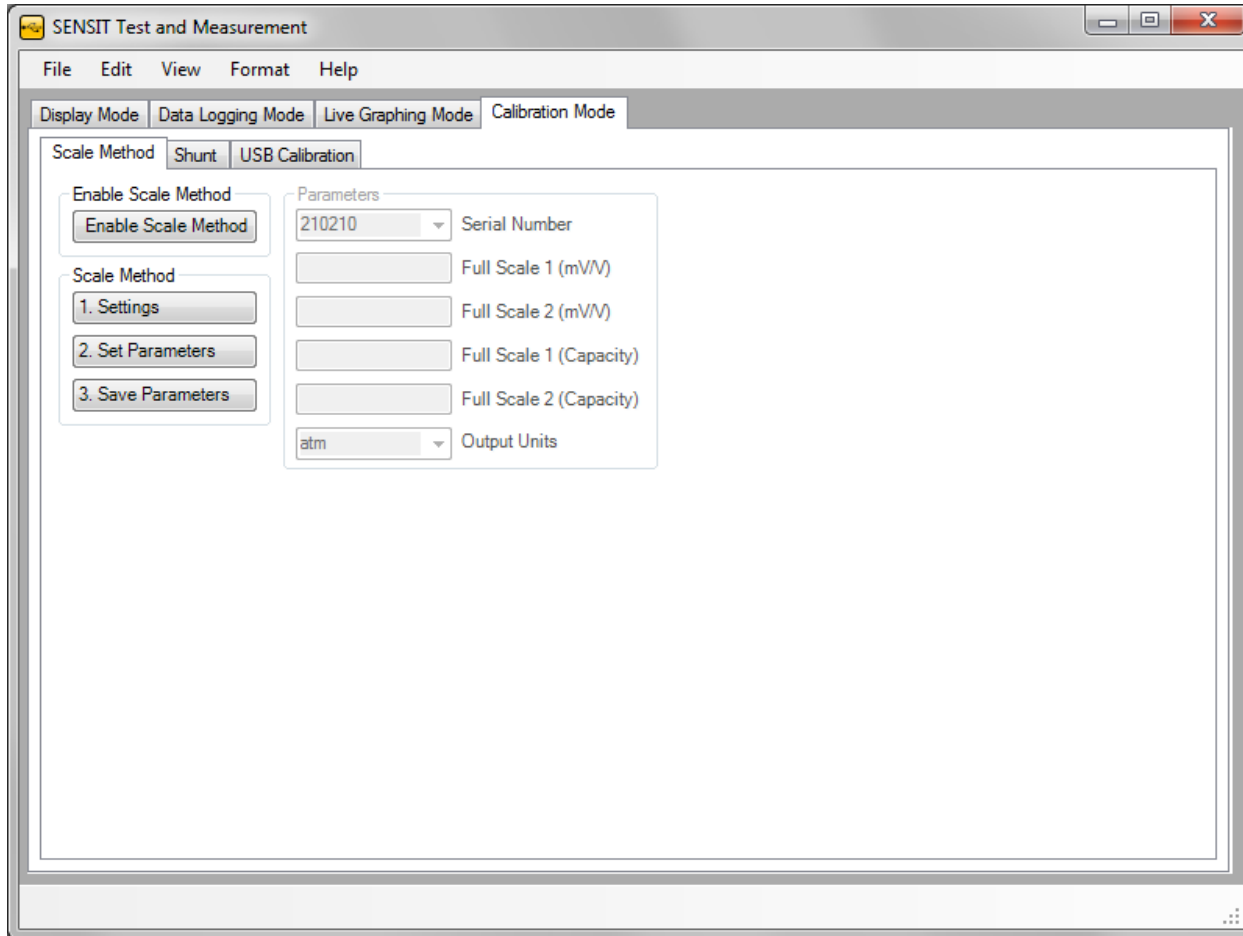 SENSIT Test and Measurement
File Edit View Format Help
Display Mode Data Logging Mode Live Graphing Mode Calibration Mode
Scale Method Shunt USB Calibration
Enable Scale Method
Enable Scale Method
Scale Method
1. Settings
2. Set Parameters
3. Save Parameters
Parameters
210210 Serial Number
Full Scale 1 (mV/V)
Full Scale 2 (mV/V)
Full Scale 1 (Capacity)
Full Scale 2 (Capacity)
atm Output Units